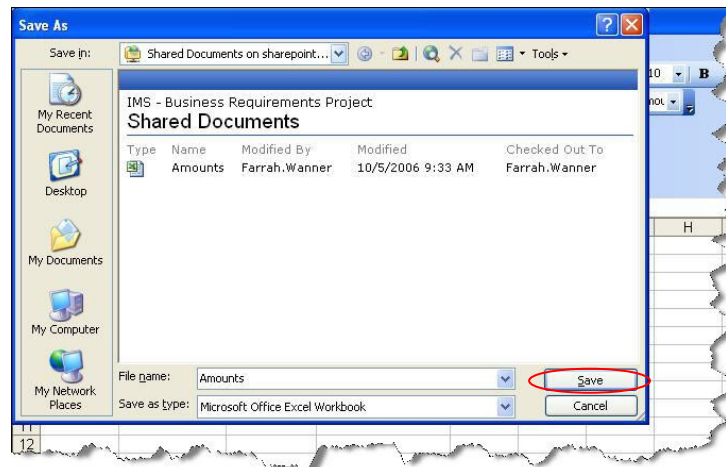 Save As
Save in: Shared Documents on sharepoint... Tools
10 B
My Recent Documents
Desktop
My Documents
My Computer
My Network Places
IMS - Business Requirements Project
Shared Documents
Type Name Modified By Modified Checked Out To
Amounts Farrah.Wanner 10/5/2006 9:33 AM Farrah.Wanner
H
File name: Amounts Save
Save as type: Microsoft Office Excel Workbook Cancel
11
12